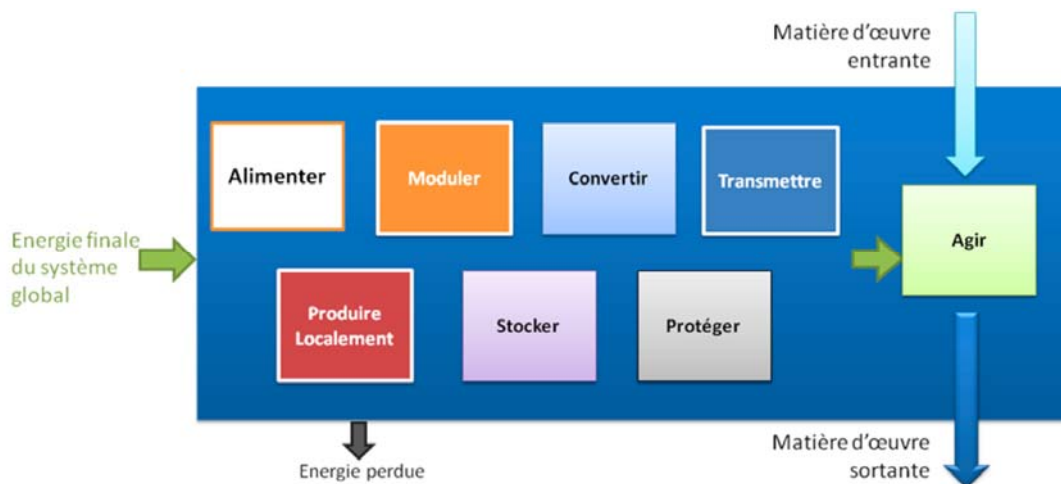 Matière d'œuvre
entrante
Alimenter
Moduler
Convertir
Transmettre
Energie finale
du système
global
Agir
Produire
Localement
Stocker
Protéger
Energie perdue
Matière d'œuvre
sortante